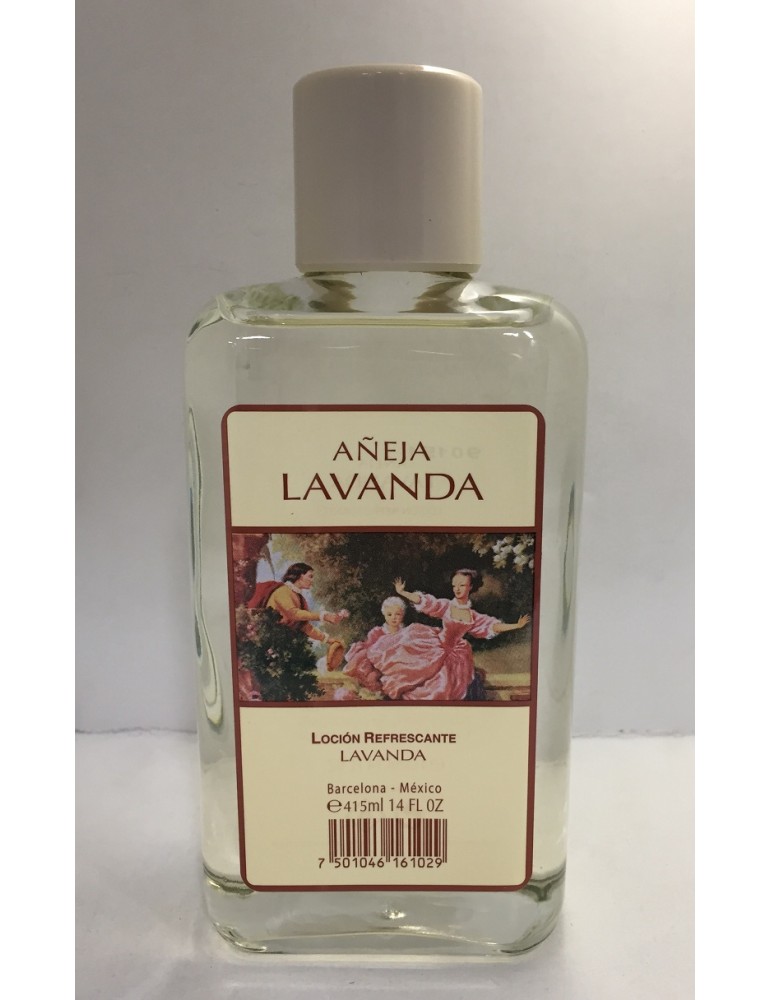 AÑEJA
LAVANDA
LOCIÓN REFRESCANTE
LAVANDA
Barcelona - México
℮415ml 14 FL OZ
7 501046 161029